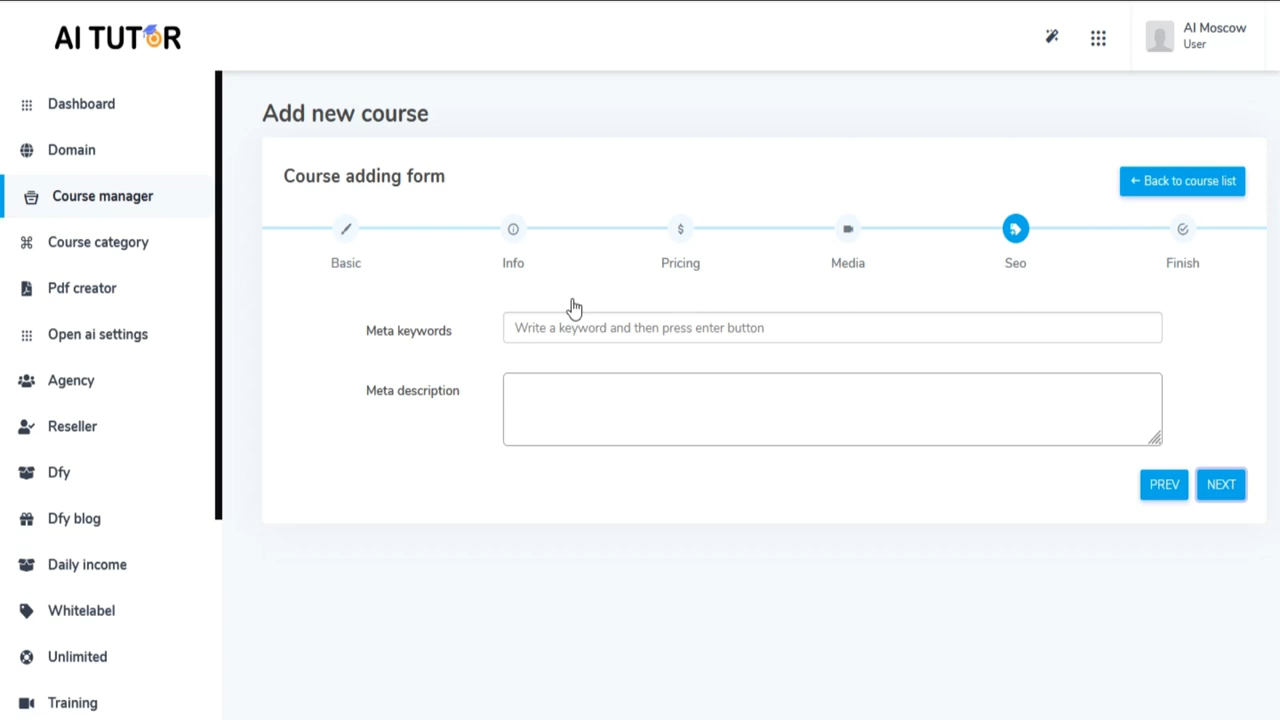 AI TUTOR
AI Moscow
User
Dashboard
Domain
Course manager
Course category
Pdf creator
Open ai settings
Agency
Reseller
Dfy
Dfy blog
Daily income
Whitelabel
Unlimited
Training
Add new course
Course adding form
← Back to course list
Basic
Info
Pricing
Media
Seo
Finish
Meta keywords
Write a keyword and then press enter button
Meta description
PREV
NEXT